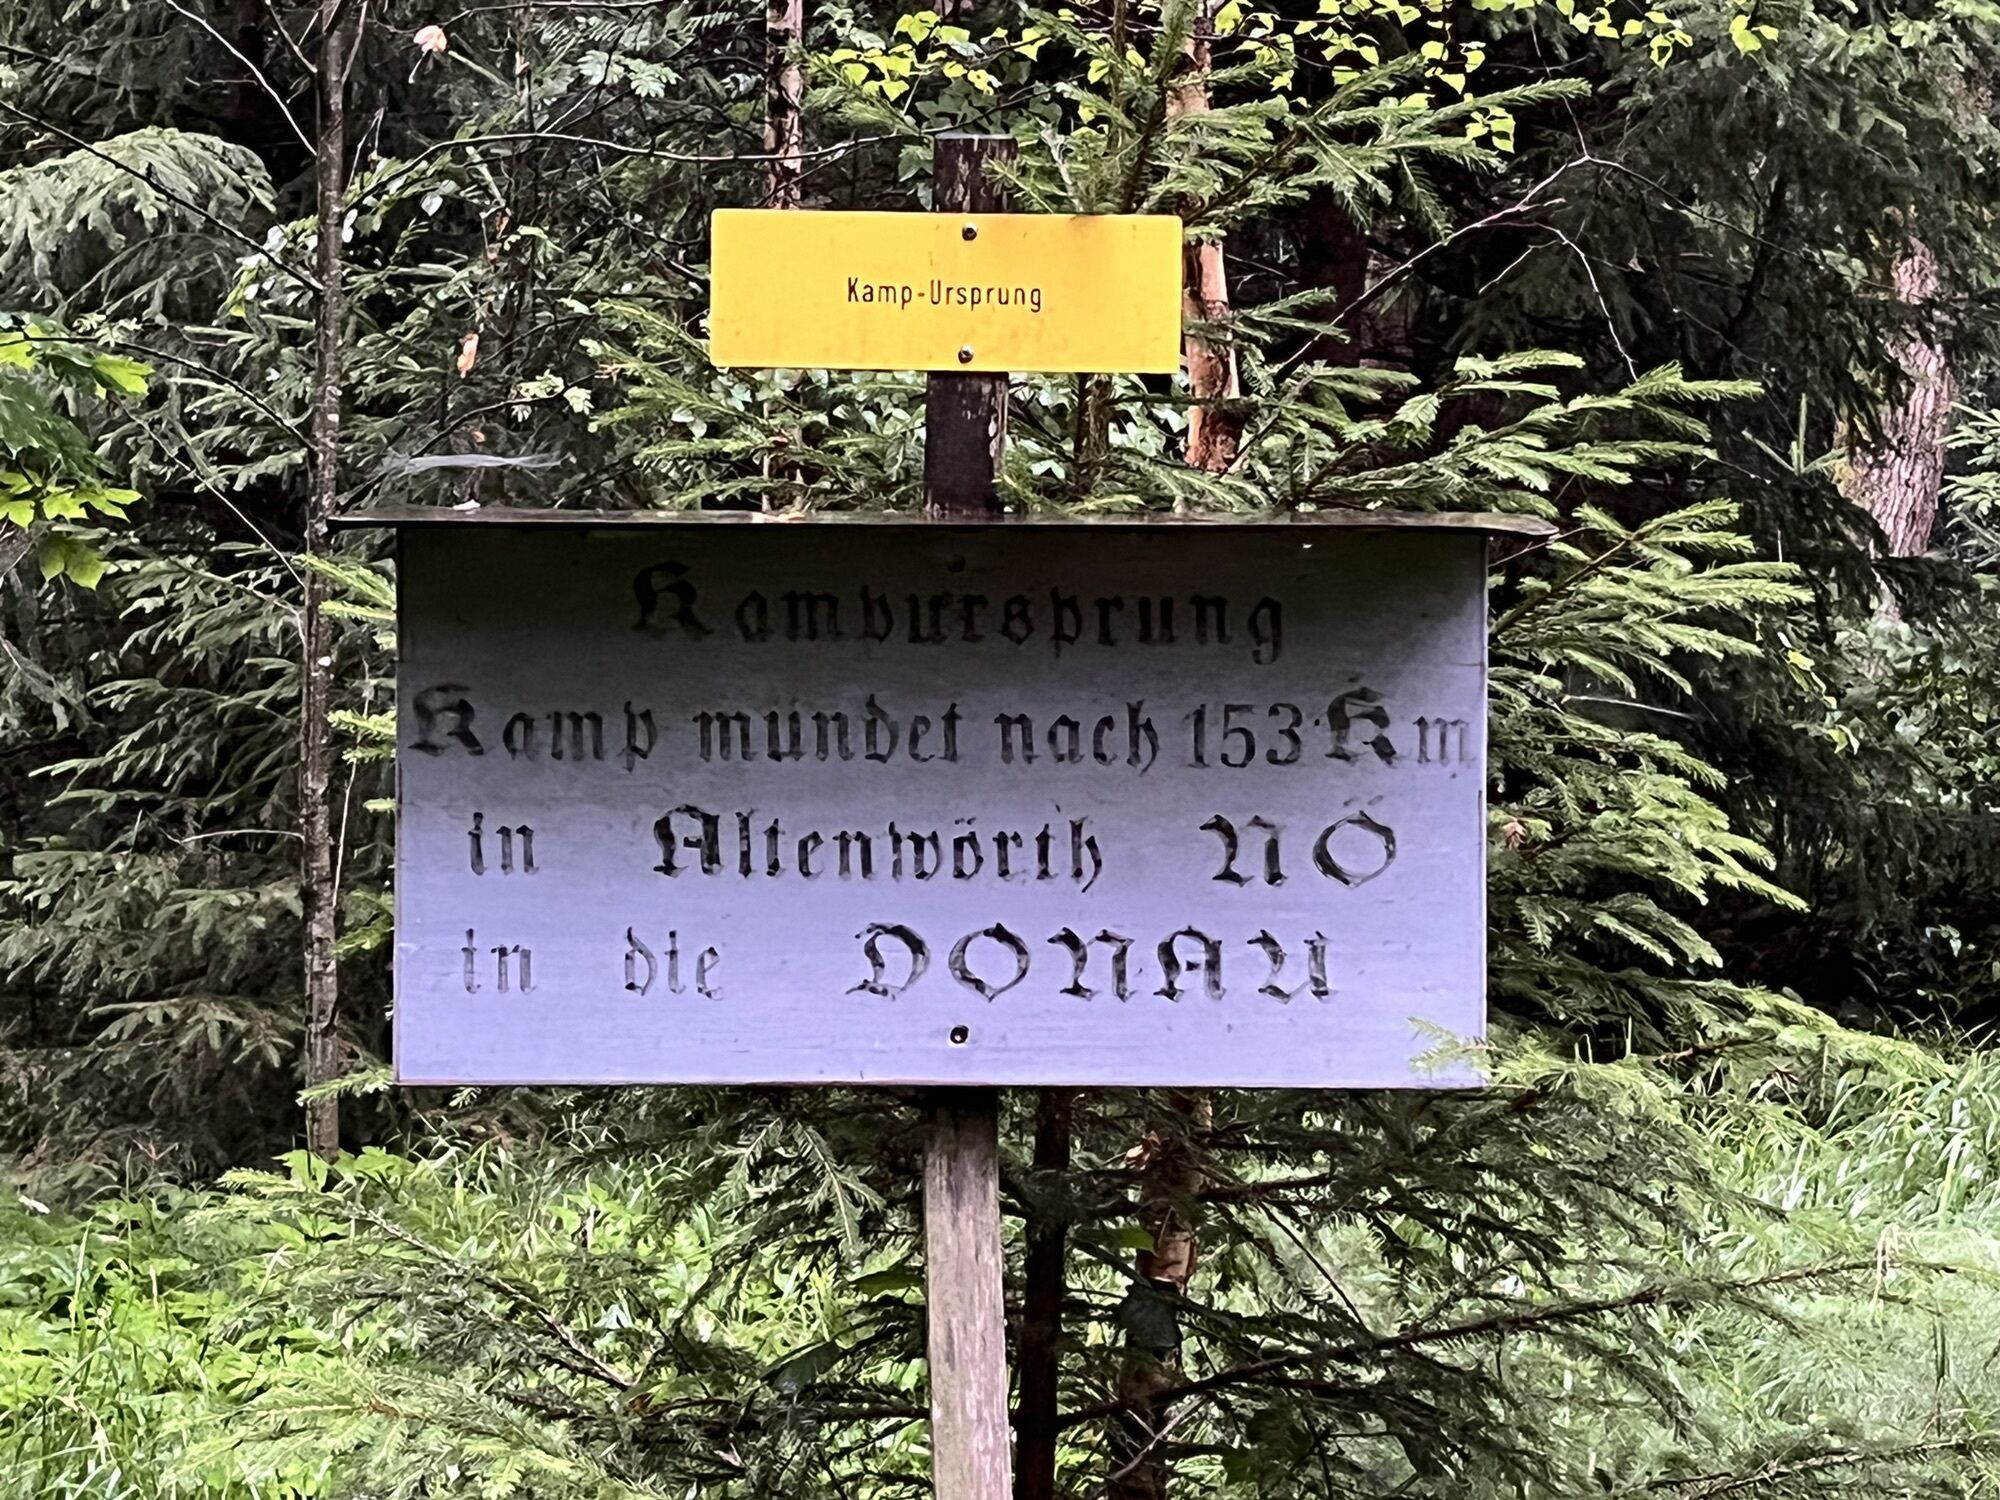 Kamp-Ursprung
Kampursprung
Kamp mündet nach 153 Km
in Altenwörth NÖ
in die DONAU